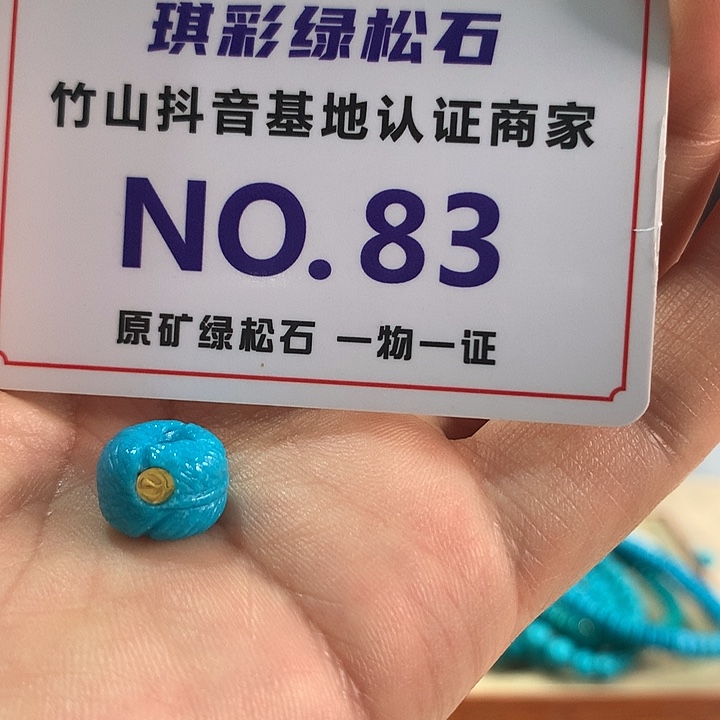 琪彩绿松石
竹山抖音基地认证商家
NO.83
原矿绿松石 一物一证